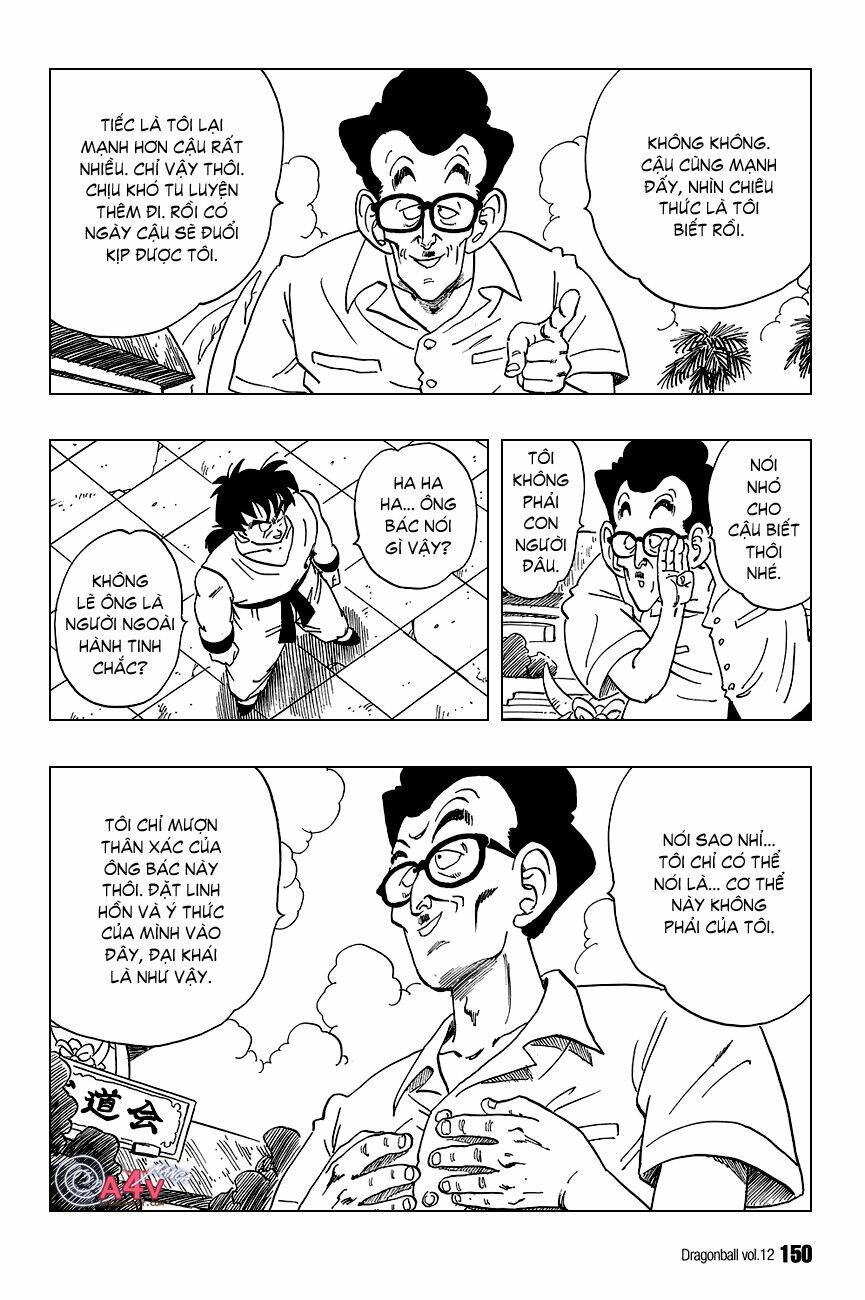 KHÔNG KHÔNG.
CẬU CŨNG MẠNH
ĐẤY, NHÌN CHIÊU
THỨC LÀ TÔI
BIẾT RỒI.
TIẾC LÀ TÔI LẠI
MẠNH HƠN CẬU RẤT
NHIỀU. CHỈ VẬY THÔI.
CHỊU KHÓ TU LUYỆN
THÊM ĐI. RỒI CÓ
NGÀY CẬU SẼ ĐUỔI
KỊP ĐƯỢC TÔI.
NÓI
NHỎ
CHO
CẬU BIẾT
THÔI
NHÉ.
TÔI
KHÔNG
PHẢI
CON
NGƯỜI
ĐÂU.
HA HA
HA... ÔNG
BÁC NÓI
GÌ VẬY?
KHÔNG
LẼ ÔNG LÀ
NGƯỜI NGOÀI
HÀNH TINH
CHẮC?
NÓI SAO NHỈ...
TÔI CHỈ CÓ THỂ
NÓI LÀ... CƠ THỂ
NÀY KHÔNG
PHẢI CỦA TÔI.
TÔI CHỈ MƯỢN
THÂN XÁC CỦA
ÔNG BÁC NÀY
THÔI. ĐẶT LINH
HỒN VÀ Ý THỨC
CỦA MÌNH VÀO
ĐÂY, ĐẠI KHÁI
LÀ NHƯ VẬY.
道会
A4V
Dragonball vol.12 150